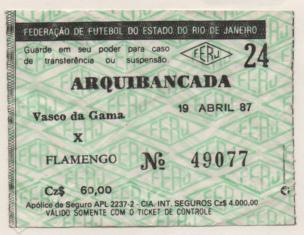 FEDERAÇÃO DE FUTEBOL DO ESTADO DO RIO DE JANEIRO
Guarde em seu poder para caso
de transferência ou suspensão
FERJ
24
ARQUIBANCADA
19 ABRIL 87
Vasco da Gama
X
FLAMENGO
Nº 49077
Cz$ 60,00
Apólice de Seguro APL 2237-2 - CIA. INT. SEGUROS Cz$ 4.000,00
VÁLIDO SOMENTE COM O TICKET DE CONTROLE